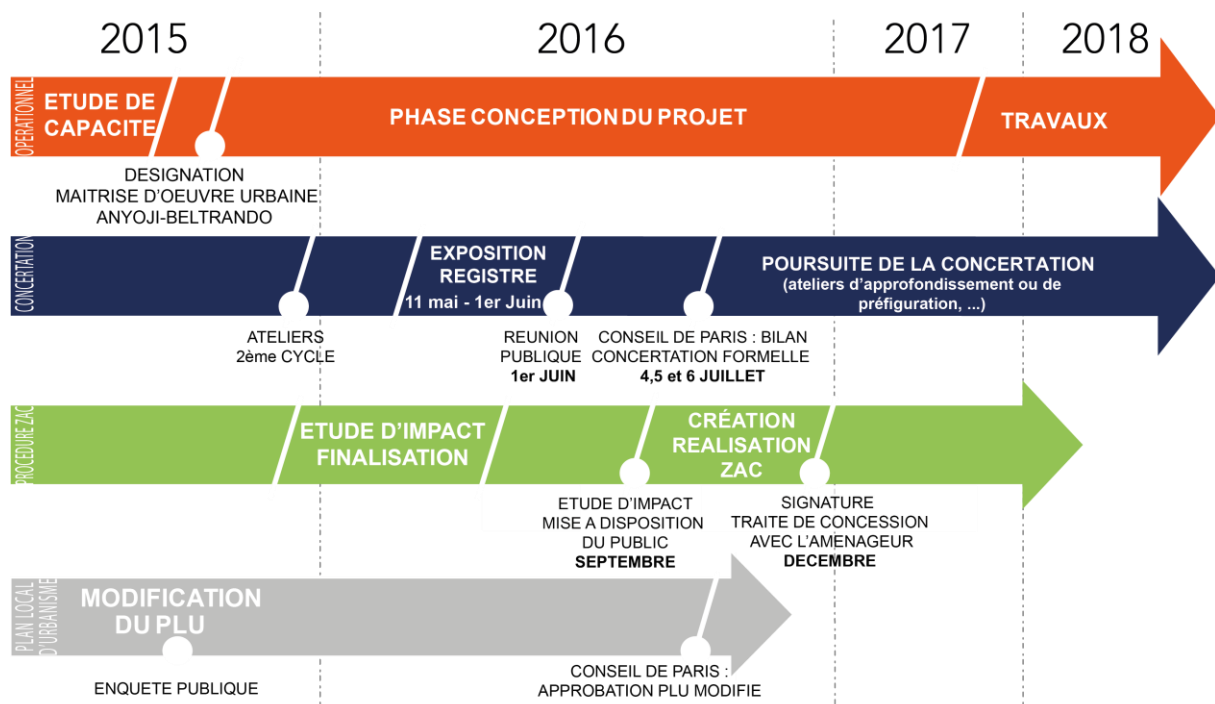 2015
2016
2017
2018
OPERATIONNEL
ETUDE DE
CAPACITE
PHASE CONCEPTION DU PROJET
TRAVAUX
DESIGNATION
MAITRISE D'OEUVRE URBAINE
ANYOJI-BELTRANDO
CONCERTATION
EXPOSITION
REGISTRE
11 mai - 1er Juin
POURSUITE DE LA CONCERTATION
(ateliers d'approfondissement ou de
préfiguration, ...)
ATELIERS
2ème CYCLE
REUNION
PUBLIQUE
1er JUIN
CONSEIL DE PARIS : BILAN
CONCERTATION FORMELLE
4,5 et 6 JUILLET
PROCEDURE ZAC
ETUDE D'IMPACT
FINALISATION
CRÉATION
REALISATION
ZAC
ETUDE D'IMPACT
MISE A DISPOSITION
DU PUBLIC
SEPTEMBRE
SIGNATURE
TRAITE DE CONCESSION
AVEC L'AMENAGEUR
DECEMBRE
PLAN LOCAL
D'URBANISME
MODIFICATION
DU PLU
ENQUETE PUBLIQUE
CONSEIL DE PARIS :
APPROBATION PLU MODIFIE